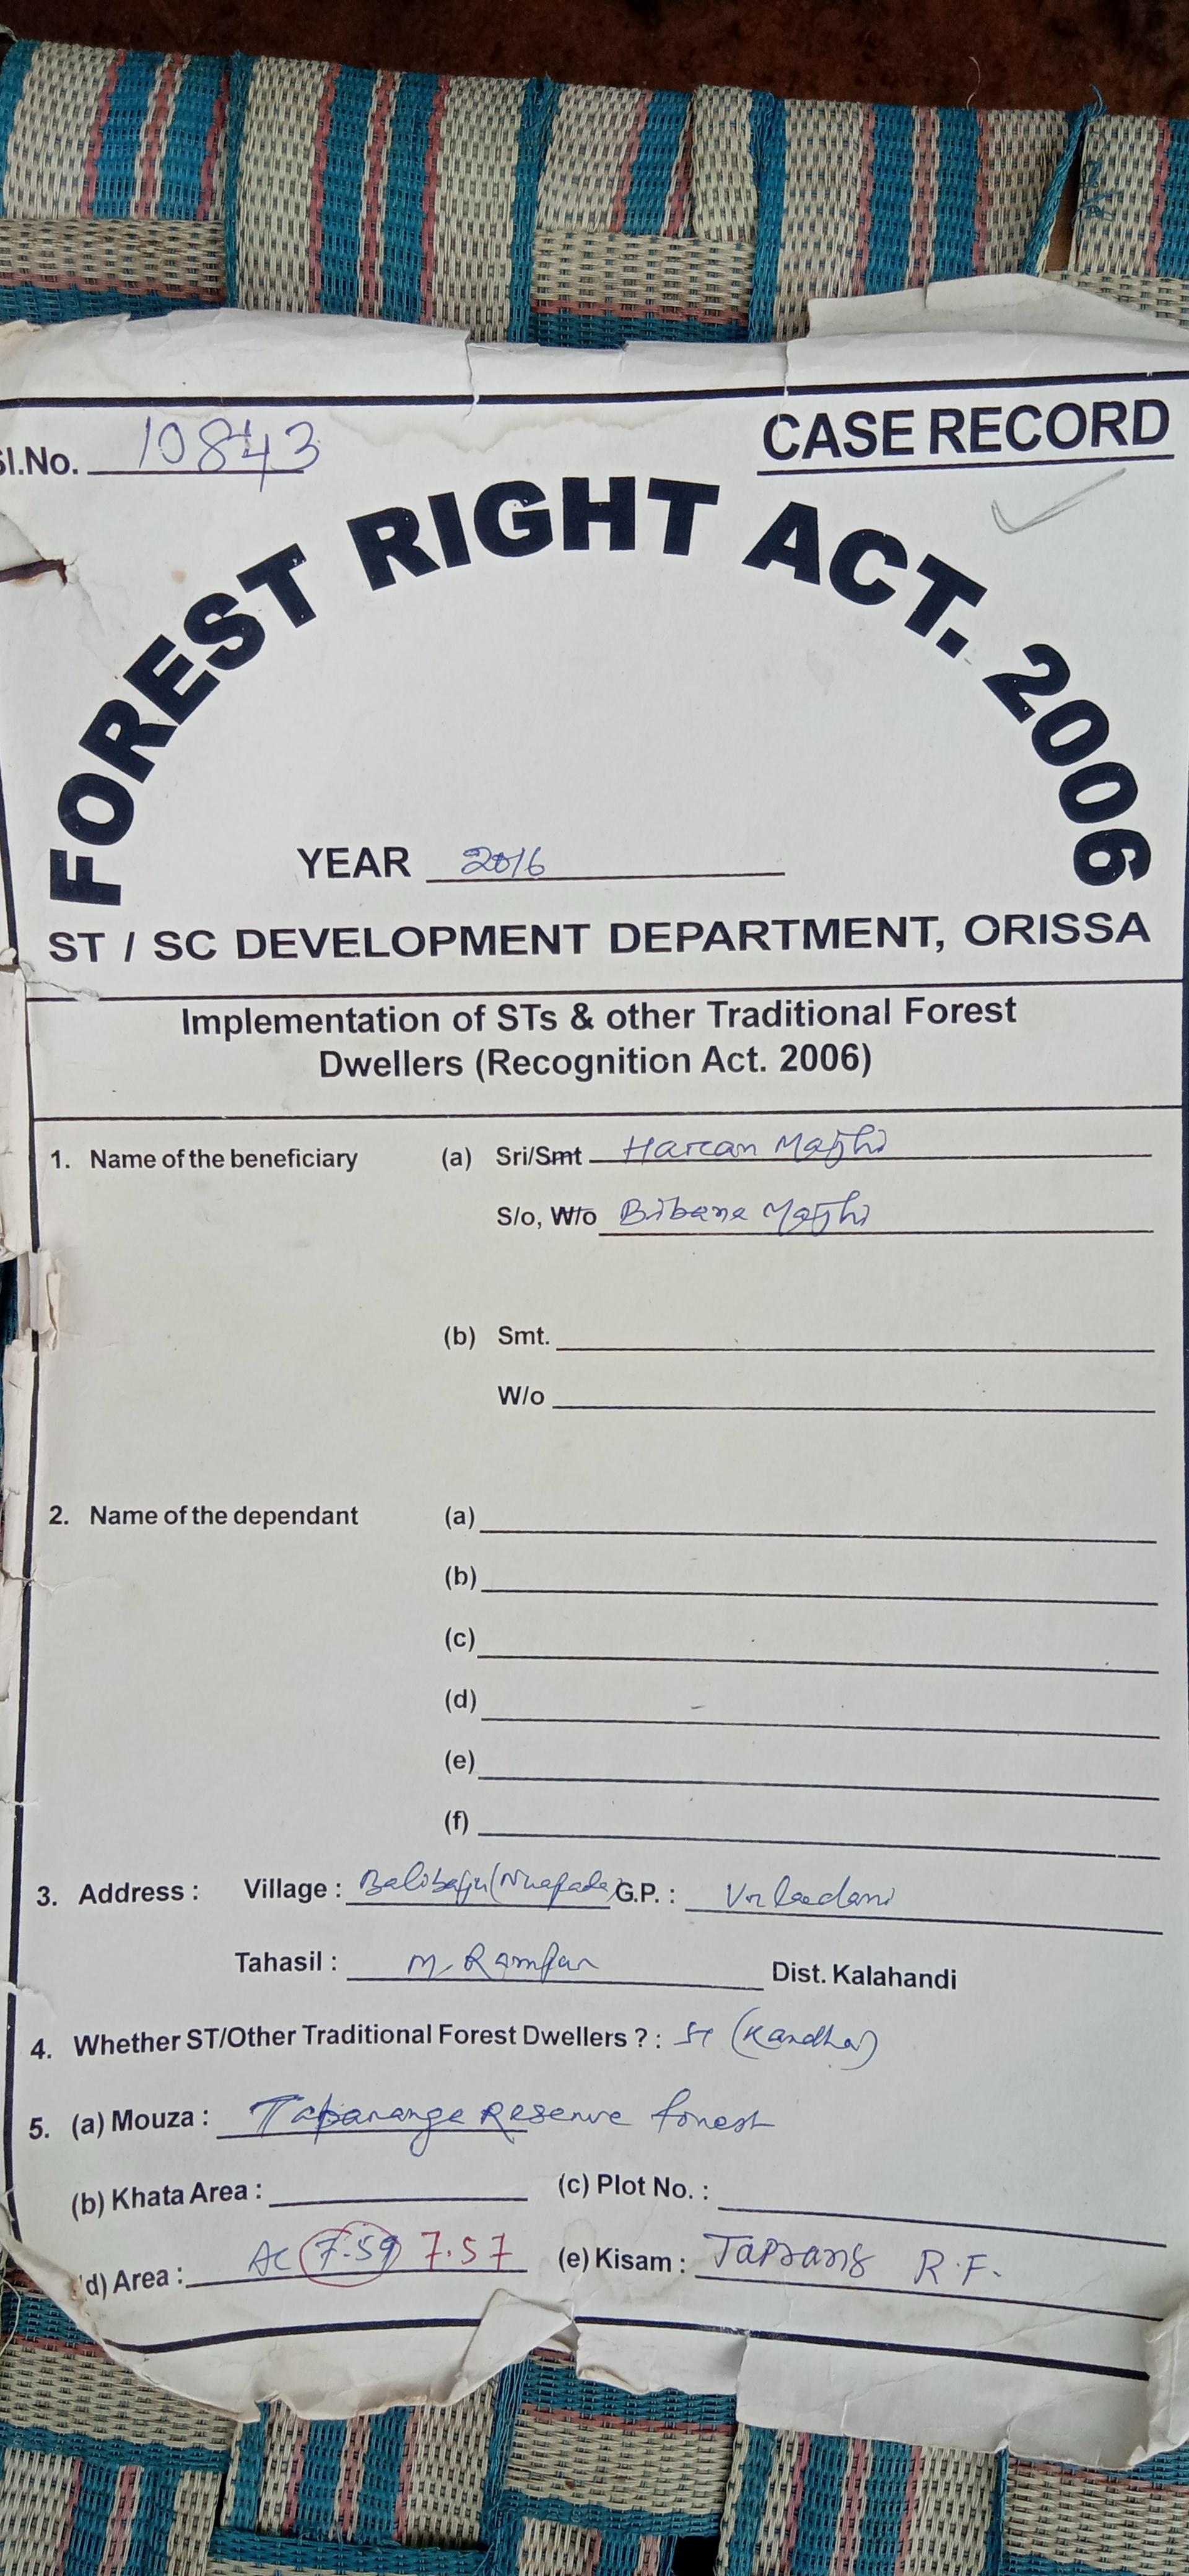 Sl.No. 10843
CASE RECORD
FOREST RIGHT ACT. 2006
YEAR 2016
ST / SC DEVELOPMENT DEPARTMENT, ORISSA
Implementation of STs & other Traditional Forest
Dwellers (Recognition Act. 2006)
1. Name of the beneficiary (a) Sri/Smt Harcan Majhi
S/o, W/o Bibana Majhi
(b) Smt.
W/o
2. Name of the dependant (a)
(b)
(c)
(d)
(e)
(f)
3. Address : Village : (Nuapada) G.P. :
Tahasil : M. Rampur Dist. Kalahandi
4. Whether ST/Other Traditional Forest Dwellers ? : ST (Kandha)
5. (a) Mouza : Reserve forest
(b) Khata Area : (c) Plot No. :
(d) Area : AC 7.59 7.57 (e) Kisam : Taprang R.F.